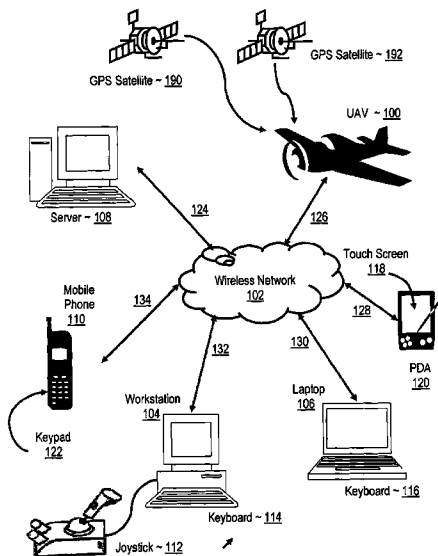 GPS Satellite ~ 190
GPS Satellite ~ 192
UAV ~ 100
Server ~ 108
124
126
Touch Screen
118
Wireless Network
102
Mobile
Phone
110
134
128
132
130
PDA
120
Workstation
104
Laptop
106
Keypad
122
Keyboard ~ 116
Keyboard ~ 114
Joystick ~ 112